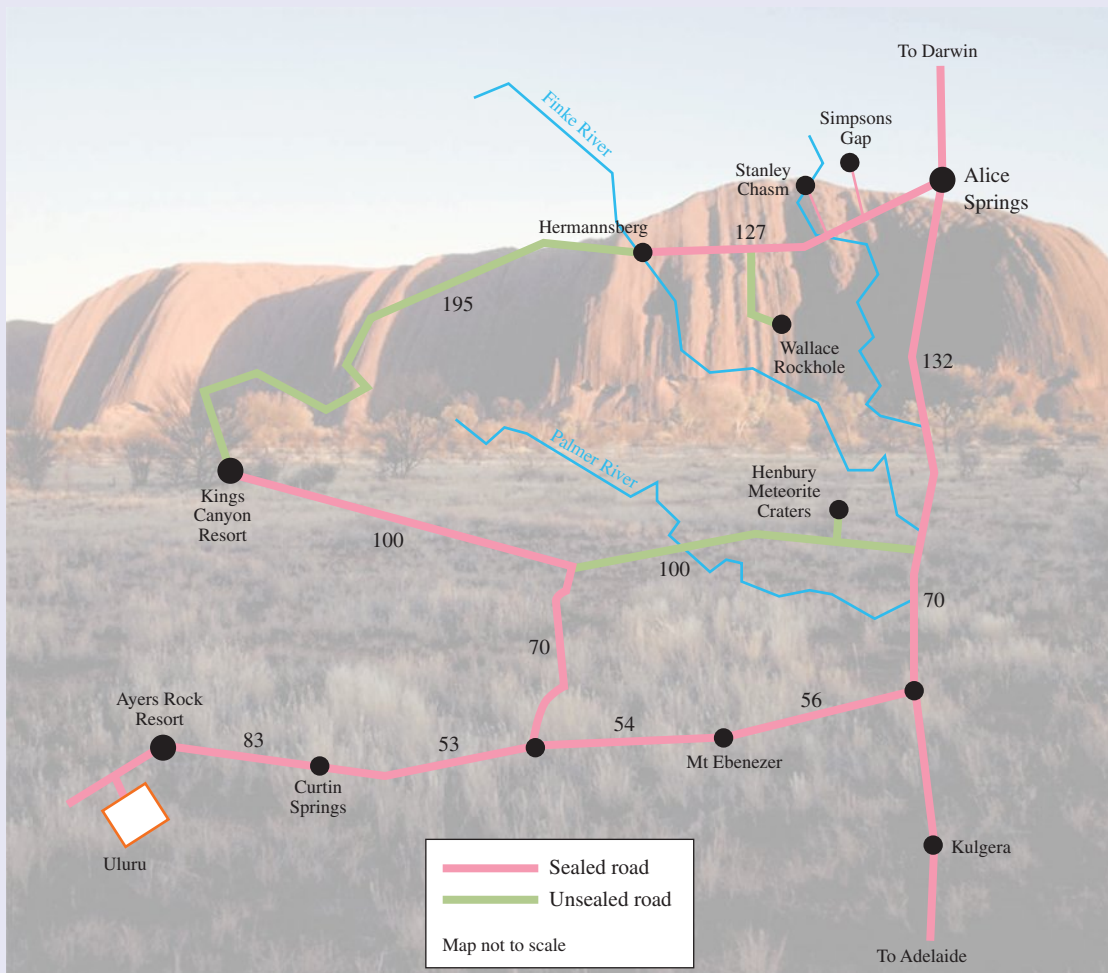 To Darwin
Simpsons
Gap
Finke River
Stanley
Chasm
Alice
Springs
Hermannsberg
127
195
Wallace
Rockhole
132
Palmer River
Henbury
Meteorite
Craters
Kings
Canyon
Resort
100
100
70
70
Ayers Rock
Resort
56
54
83
53
Mt Ebenezer
Curtin
Springs
Kulgera
Uluru
Sealed road
Unsealed road
Map not to scale
To Adelaide